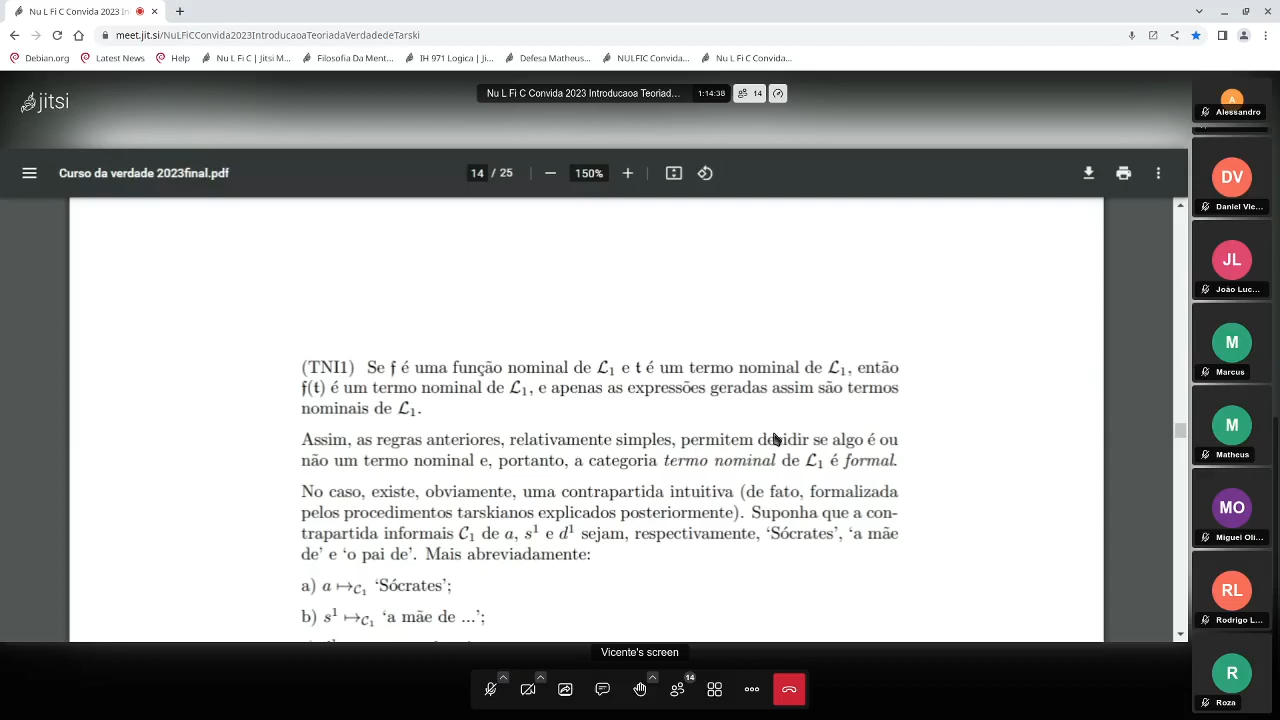 Nu L Fi C Convida 2023 In
meet.jit.si/NuLFiCConvida2023IntroducaoaTeoriadaVerdadedeTarski
Debian.org Latest News Help Nu L Fi C | Jitsi M... Filosofia Da Ment... IH 971 Logica | Ji... Defesa Matheus... NULFIC Convida... Nu L Fi C Convida...
jitsi
Nu L Fi C Convida 2023 Introducaoa Teoriad... 1:14:38 14
Alessandro
Curso da verdade 2023final.pdf 14 / 25 150%
DV
Daniel Vie...
JL
João Luc...
M
Marcus
M
Matheus
MO
Miguel Oli...
RL
Rodrigo L...
R
Roza
(TNI1) Se 𝔣 é uma função nominal de ℒ₁ e 𝔱 é um termo nominal de ℒ₁, então
𝔣(𝔱) é um termo nominal de ℒ₁, e apenas as expressões geradas assim são termos
nominais de ℒ₁.
Assim, as regras anteriores, relativamente simples, permitem decidir se algo é ou
não um termo nominal e, portanto, a categoria termo nominal de ℒ₁ é formal.
No caso, existe, obviamente, uma contrapartida intuitiva (de fato, formalizada
pelos procedimentos tarskianos explicados posteriormente). Suponha que a con-
trapartida informais 𝒞₁ de a, s¹ e d¹ sejam, respectivamente, ‘Sócrates’, ‘a mãe
de’ e ‘o pai de’. Mais abreviadamente:
a) a ↦𝒞₁ ‘Sócrates’;
b) s¹ ↦𝒞₁ ‘a mãe de ...’;
Vicente's screen
14